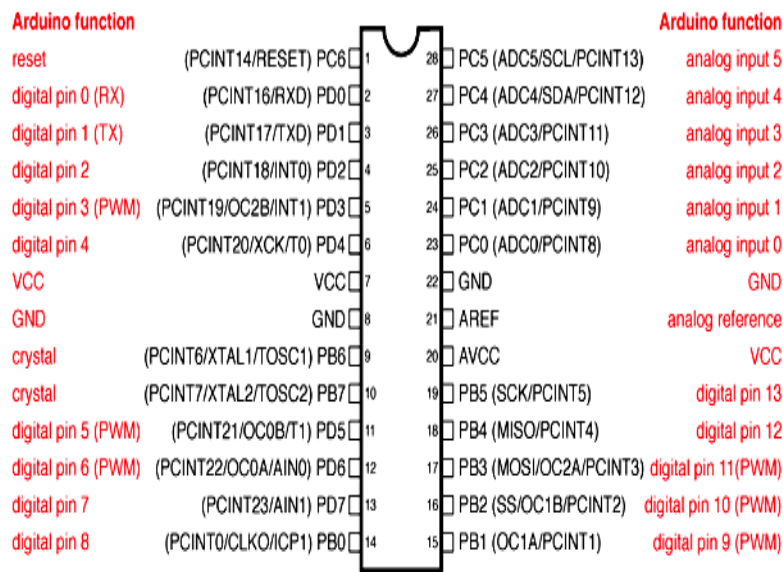 Arduino function Arduino function
reset (PCINT14/RESET) PC6 1 28 PC5 (ADC5/SCL/PCINT13) analog input 5
digital pin 0 (RX) (PCINT16/RXD) PD0 2 27 PC4 (ADC4/SDA/PCINT12) analog input 4
digital pin 1 (TX) (PCINT17/TXD) PD1 3 26 PC3 (ADC3/PCINT11) analog input 3
digital pin 2 (PCINT18/INT0) PD2 4 25 PC2 (ADC2/PCINT10) analog input 2
digital pin 3 (PWM) (PCINT19/OC2B/INT1) PD3 5 24 PC1 (ADC1/PCINT9) analog input 1
digital pin 4 (PCINT20/XCK/T0) PD4 6 23 PC0 (ADC0/PCINT8) analog input 0
VCC VCC 7 22 GND GND
GND GND 8 21 AREF analog reference
crystal (PCINT6/XTAL1/TOSC1) PB6 9 20 AVCC VCC
crystal (PCINT7/XTAL2/TOSC2) PB7 10 19 PB5 (SCK/PCINT5) digital pin 13
digital pin 5 (PWM) (PCINT21/OC0B/T1) PD5 11 18 PB4 (MISO/PCINT4) digital pin 12
digital pin 6 (PWM) (PCINT22/OC0A/AIN0) PD6 12 17 PB3 (MOSI/OC2A/PCINT3) digital pin 11(PWM)
digital pin 7 (PCINT23/AIN1) PD7 13 16 PB2 (SS/OC1B/PCINT2) digital pin 10 (PWM)
digital pin 8 (PCINT0/CLKO/ICP1) PB0 14 15 PB1 (OC1A/PCINT1) digital pin 9 (PWM)